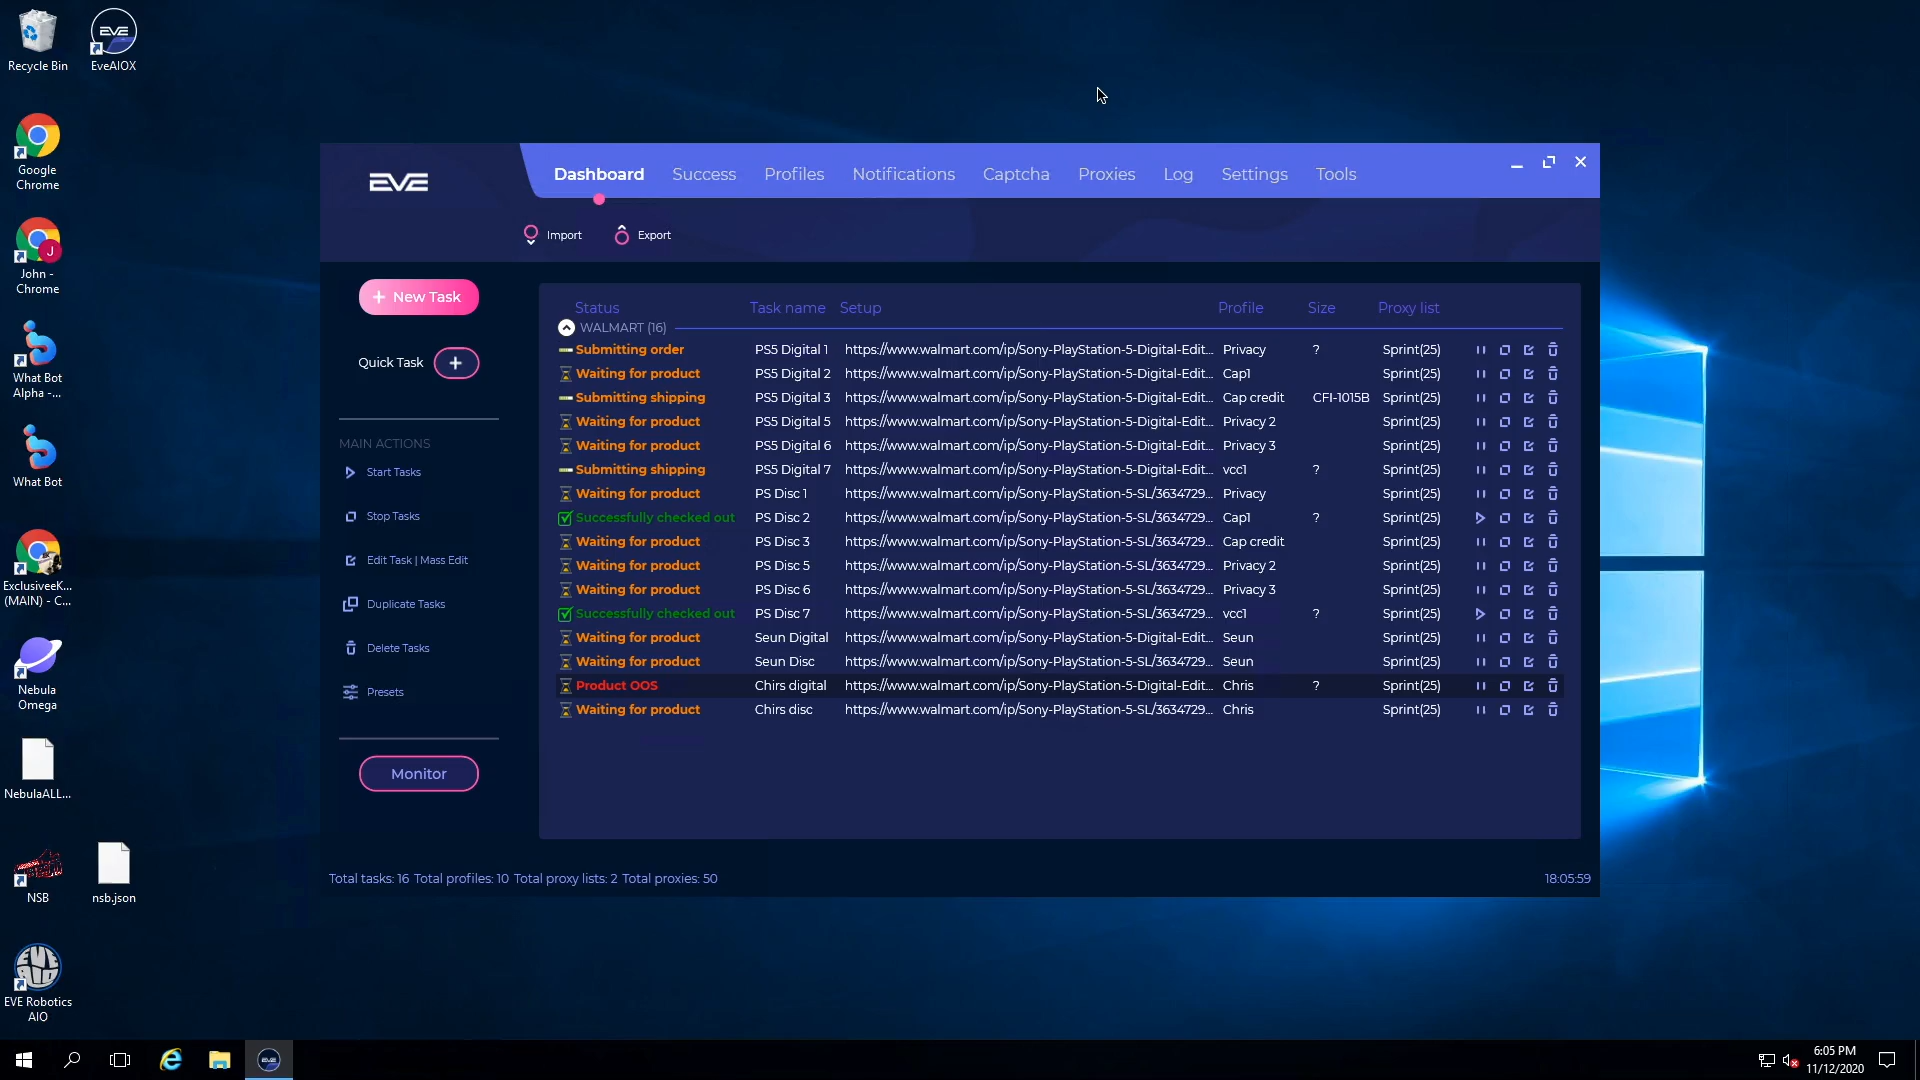 Recycle Bin
EveAIOX
Google
Chrome
John -
Chrome
What Bot
Alpha -...
What Bot
ExclusiveeK...
(MAIN) - C...
Nebula
Omega
NebulaALL...
NSB
nsb.json
EVE Robotics
AIO
EVE
Dashboard Success Profiles Notifications Captcha Proxies Log Settings Tools
Import Export
+ New Task
Quick Task +
MAIN ACTIONS
Start Tasks
Stop Tasks
Edit Task | Mass Edit
Duplicate Tasks
Delete Tasks
Presets
Monitor
Status Task name Setup Profile Size Proxy list
WALMART (16)
Submitting order PS5 Digital 1 https://www.walmart.com/ip/Sony-PlayStation-5-Digital-Edit... Privacy ? Sprint(25)
Waiting for product PS5 Digital 2 https://www.walmart.com/ip/Sony-PlayStation-5-Digital-Edit... Cap1 Sprint(25)
Submitting shipping PS5 Digital 3 https://www.walmart.com/ip/Sony-PlayStation-5-Digital-Edit... Cap credit CFI-1015B Sprint(25)
Waiting for product PS5 Digital 5 https://www.walmart.com/ip/Sony-PlayStation-5-Digital-Edit... Privacy 2 Sprint(25)
Waiting for product PS5 Digital 6 https://www.walmart.com/ip/Sony-PlayStation-5-Digital-Edit... Privacy 3 Sprint(25)
Submitting shipping PS5 Digital 7 https://www.walmart.com/ip/Sony-PlayStation-5-Digital-Edit... vcc1 ? Sprint(25)
Waiting for product PS Disc 1 https://www.walmart.com/ip/Sony-PlayStation-5-SL/3634729... Privacy Sprint(25)
Successfully checked out PS Disc 2 https://www.walmart.com/ip/Sony-PlayStation-5-SL/3634729... Cap1 ? Sprint(25)
Waiting for product PS Disc 3 https://www.walmart.com/ip/Sony-PlayStation-5-SL/3634729... Cap credit Sprint(25)
Waiting for product PS Disc 5 https://www.walmart.com/ip/Sony-PlayStation-5-SL/3634729... Privacy 2 Sprint(25)
Waiting for product PS Disc 6 https://www.walmart.com/ip/Sony-PlayStation-5-SL/3634729... Privacy 3 Sprint(25)
Successfully checked out PS Disc 7 https://www.walmart.com/ip/Sony-PlayStation-5-SL/3634729... vcc1 ? Sprint(25)
Waiting for product Seun Digital https://www.walmart.com/ip/Sony-PlayStation-5-Digital-Edit... Seun Sprint(25)
Waiting for product Seun Disc https://www.walmart.com/ip/Sony-PlayStation-5-SL/3634729... Seun Sprint(25)
Product OOS Chirs digital https://www.walmart.com/ip/Sony-PlayStation-5-Digital-Edit... Chris ? Sprint(25)
Waiting for product Chirs disc https://www.walmart.com/ip/Sony-PlayStation-5-SL/3634729... Chris Sprint(25)
Total tasks: 16 Total profiles: 10 Total proxy lists: 2 Total proxies: 50
18:05:59
6:05 PM
11/12/2020